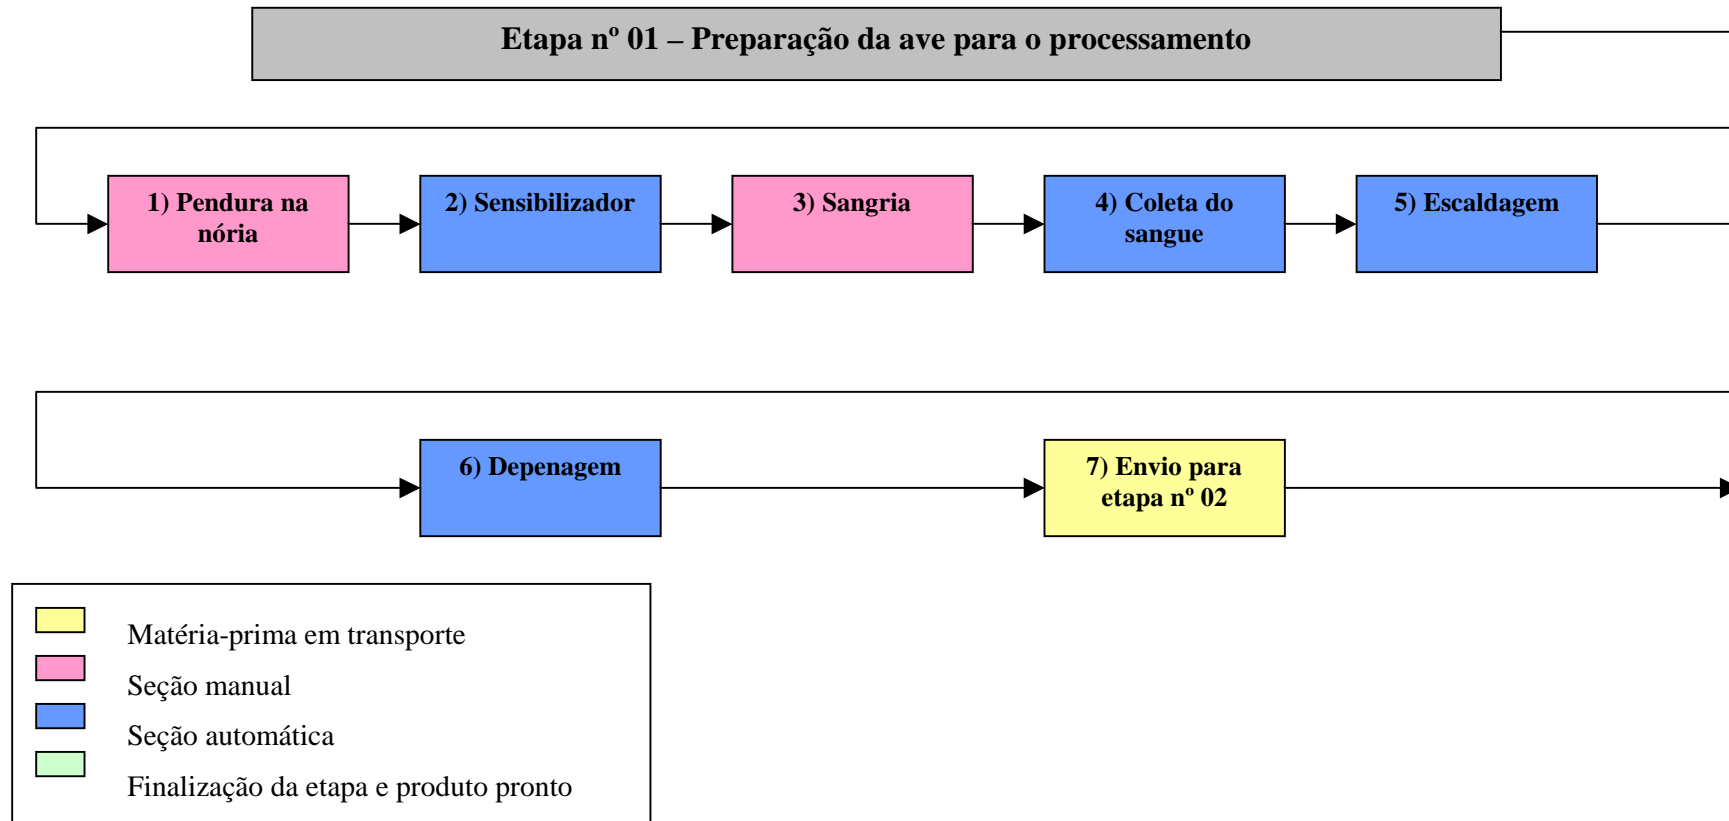 Etapa nº 01 – Preparação da ave para o processamento
1) Pendura na
nória
2) Sensibilizador
3) Sangria
4) Coleta do
sangue
5) Escaldagem
6) Depenagem
7) Envio para
etapa nº 02
Matéria-prima em transporte
Seção manual
Seção automática
Finalização da etapa e produto pronto